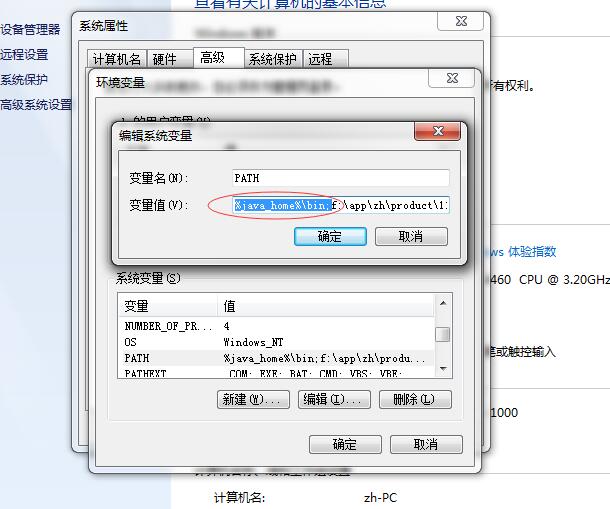 查看有关计算机的基本信息
系统属性
设备管理器
远程设置
系统保护
高级系统设置
计算机名
硬件
高级
系统保护
远程
环境变量
有权利。
的用户变量(U)
编辑系统变量
变量名(N):
PATH
变量值(V):
%java_home%\bin;f:\app\zh\product\1
确定
取消
ws 体验指数
460 CPU @ 3.20GHz
系统变量(S)
变量
值
NUMBER_OF_PR...
4
OS
Windows_NT
PATH
%java_home%\bin;f:\app\zh\produ...
PATHEXT
.COM;.EXE;.BAT;.CMD;.VBS;.VBE;
笔或触控输入
新建(W)...
编辑(I)...
删除(L)
1000
确定
取消
计算机名:
zh-PC